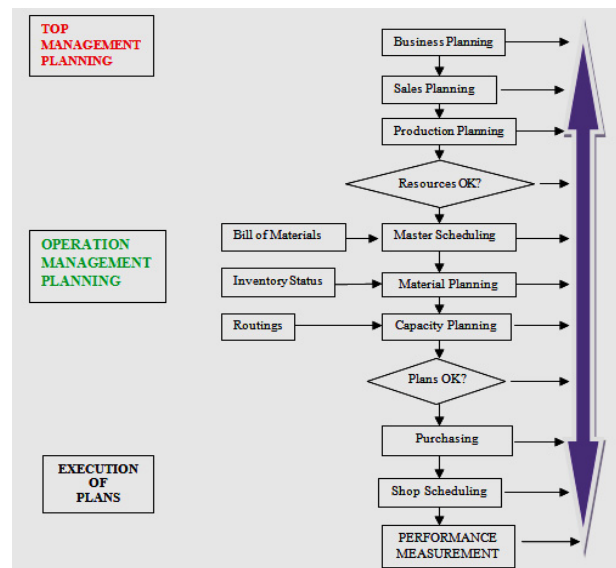 TOP
MANAGEMENT
PLANNING
Business Planning
Sales Planning
Production Planning
Resources OK?
OPERATION
MANAGEMENT
PLANNING
Bill of Materials
Master Scheduling
Inventory Status
Material Planning
Routings
Capacity Planning
Plans OK?
Purchasing
EXECUTION
OF
PLANS
Shop Scheduling
PERFORMANCE
MEASUREMENT